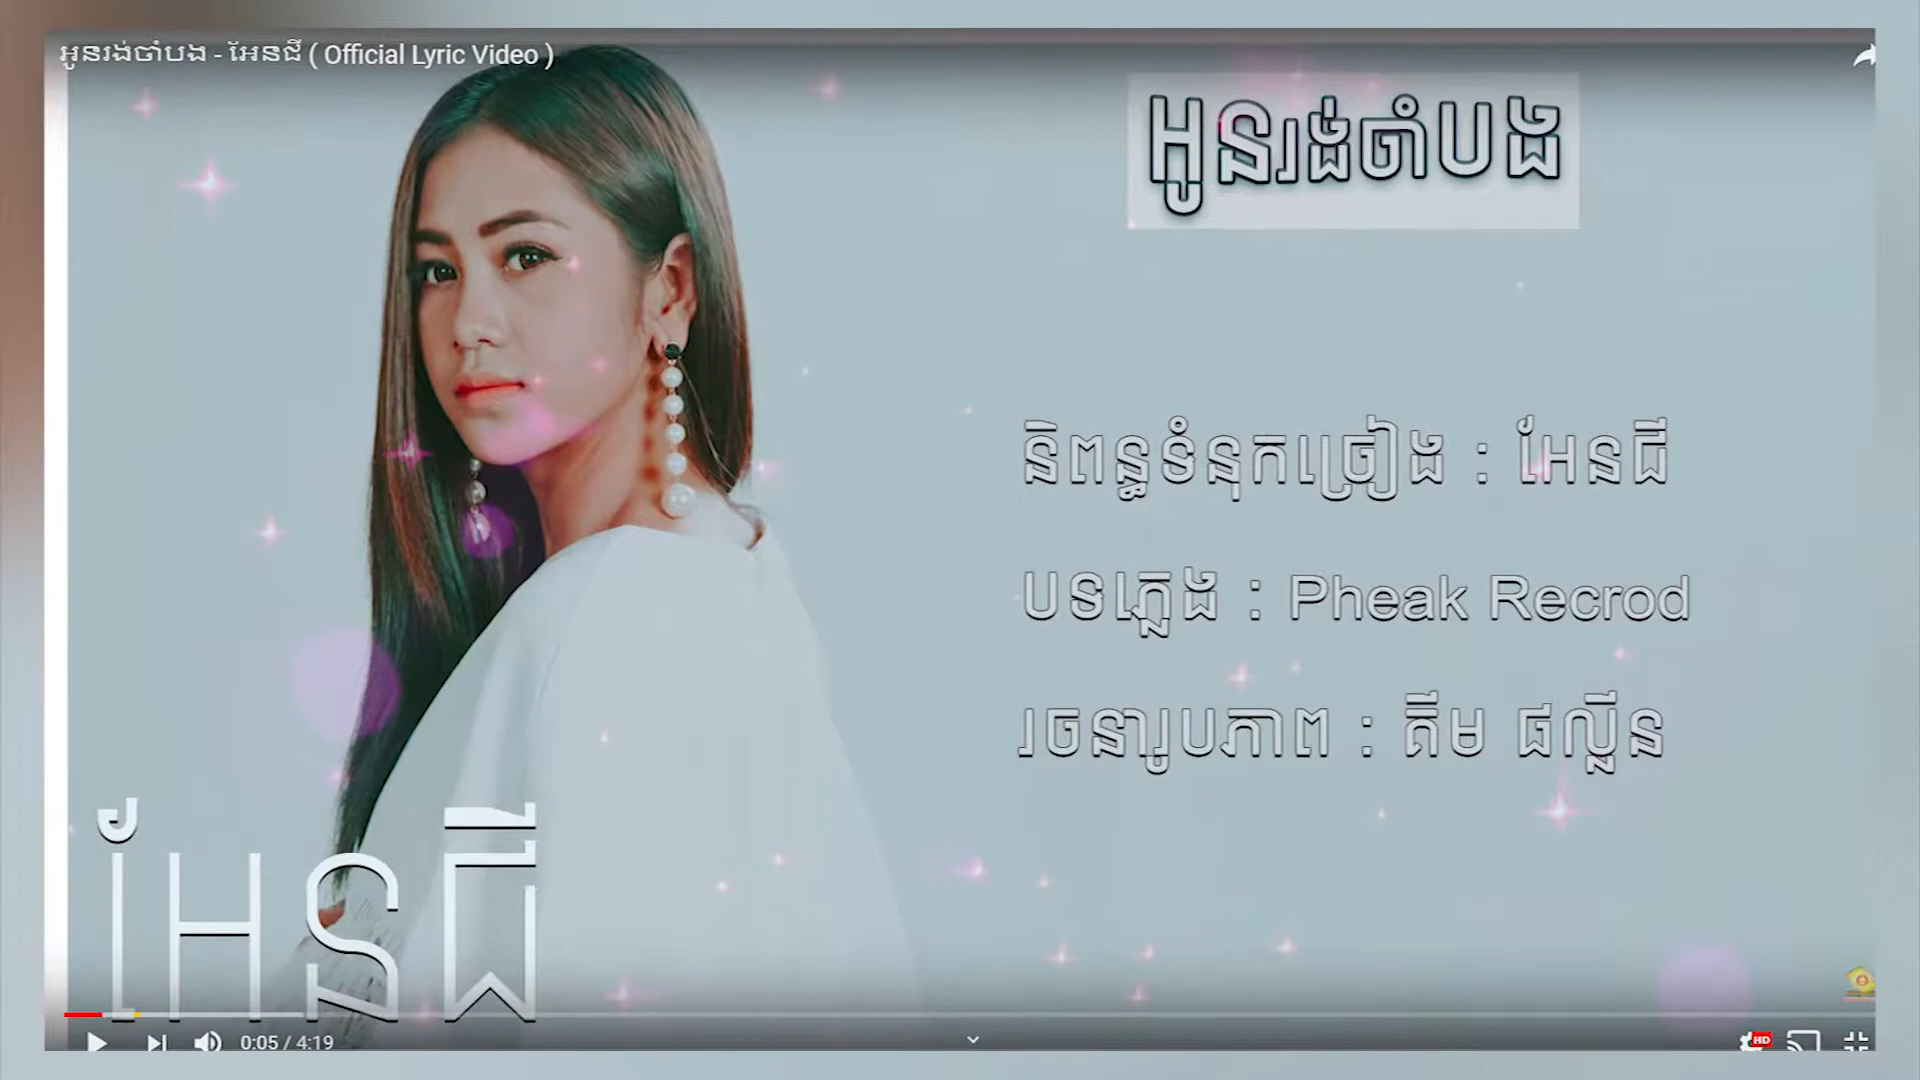 អូនរង់ចាំបង - អែនជី ( Official Lyric Video )
អូនរង់ចាំបង
និពន្ធទំនុកច្រៀង : អែនជី
បទភ្លេង : Pheak Recrod
រចនារូបភាព : គីម ផល្លីន
អែនជី
0:05 / 4:19
HD